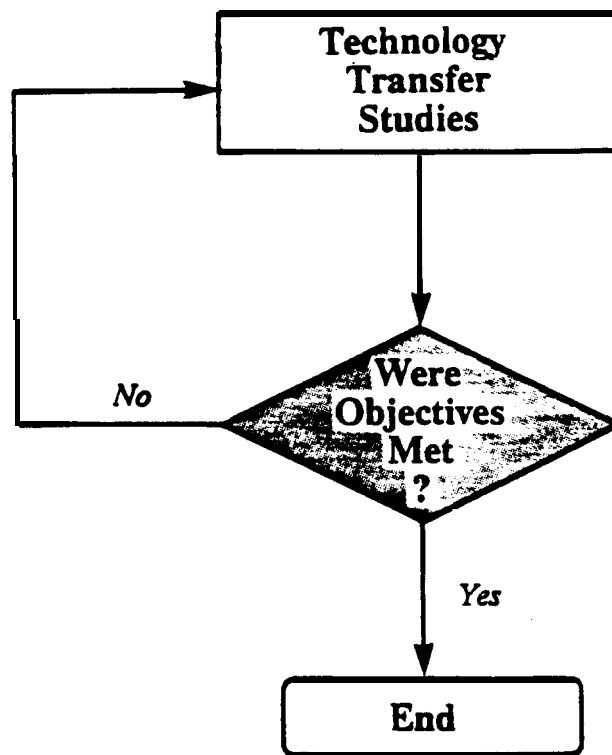 Technology
Transfer
Studies
Were
Objectives
Met
?
No
Yes
End